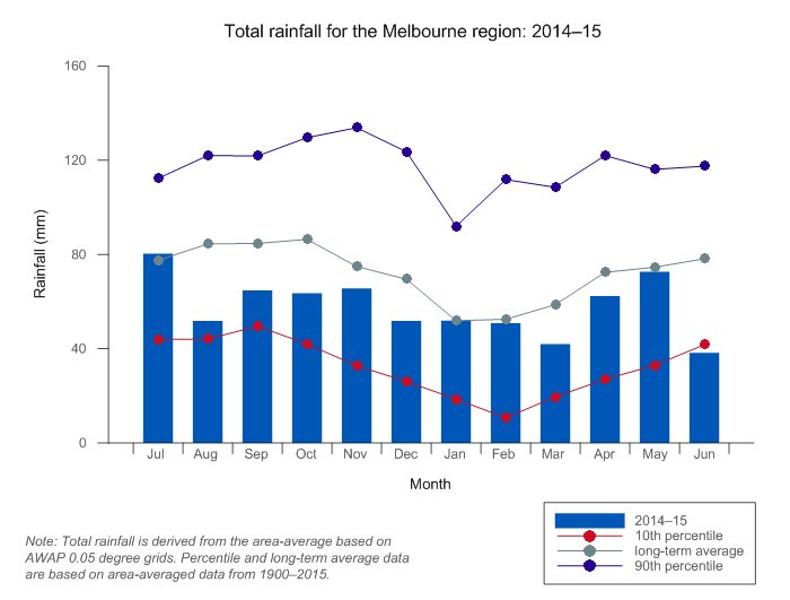 Total rainfall for the Melbourne region: 2014–15
160
120
80
40
0
Rainfall (mm)
Jul Aug Sep Oct Nov Dec Jan Feb Mar Apr May Jun
Month
Note: Total rainfall is derived from the area-average based on
AWAP 0.05 degree grids. Percentile and long-term average data
are based on area-averaged data from 1900–2015.
2014–15
10th percentile
long-term average
90th percentile